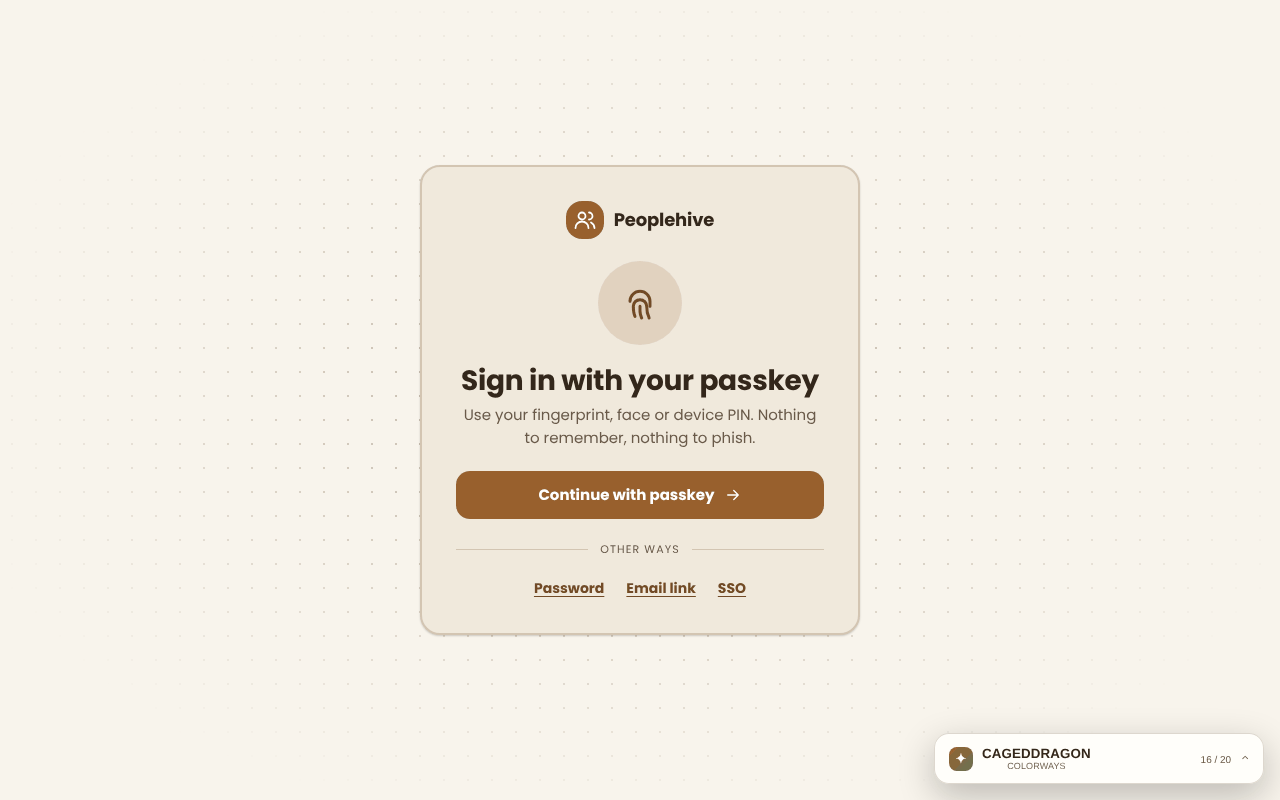 Peoplehive
Sign in with your passkey
Use your fingerprint, face or device PIN. Nothing
to remember, nothing to phish.
Continue with passkey
OTHER WAYS
Password Email link SSO
CAGEDDRAGON
COLORWAYS
16 / 20